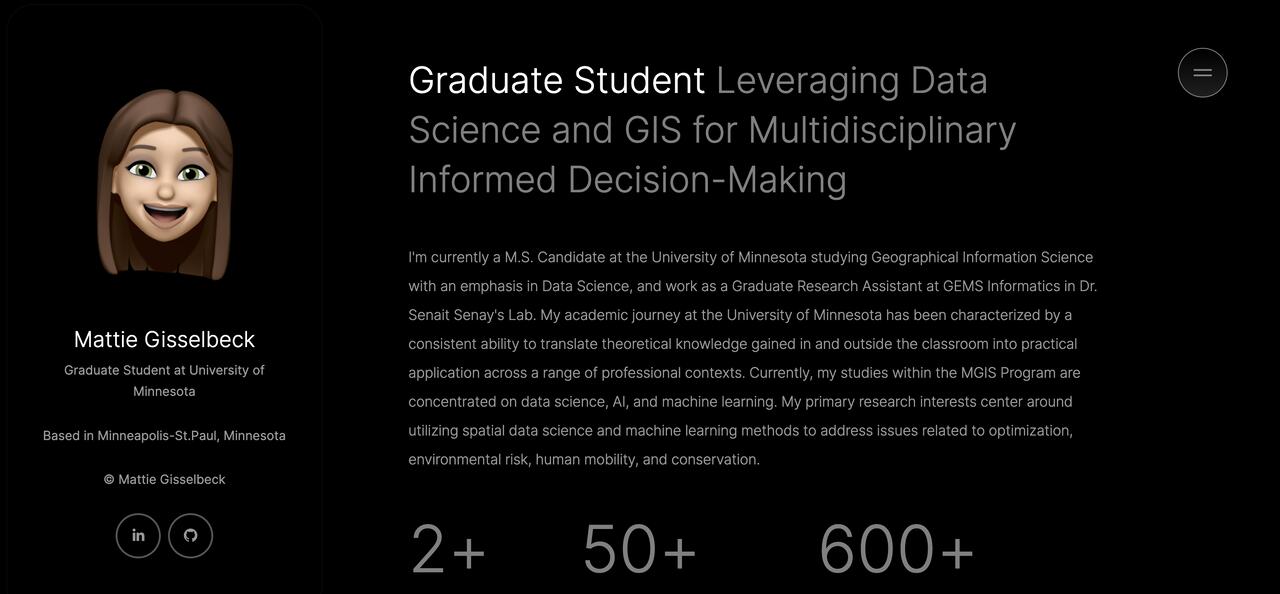 Mattie Gisselbeck
Graduate Student at University of
Minnesota
Based in Minneapolis-St.Paul, Minnesota
© Mattie Gisselbeck
in
Graduate Student Leveraging Data
Science and GIS for Multidisciplinary
Informed Decision-Making
I'm currently a M.S. Candidate at the University of Minnesota studying Geographical Information Science
with an emphasis in Data Science, and work as a Graduate Research Assistant at GEMS Informatics in Dr.
Senait Senay's Lab. My academic journey at the University of Minnesota has been characterized by a
consistent ability to translate theoretical knowledge gained in and outside the classroom into practical
application across a range of professional contexts. Currently, my studies within the MGIS Program are
concentrated on data science, AI, and machine learning. My primary research interests center around
utilizing spatial data science and machine learning methods to address issues related to optimization,
environmental risk, human mobility, and conservation.
2+ 50+ 600+